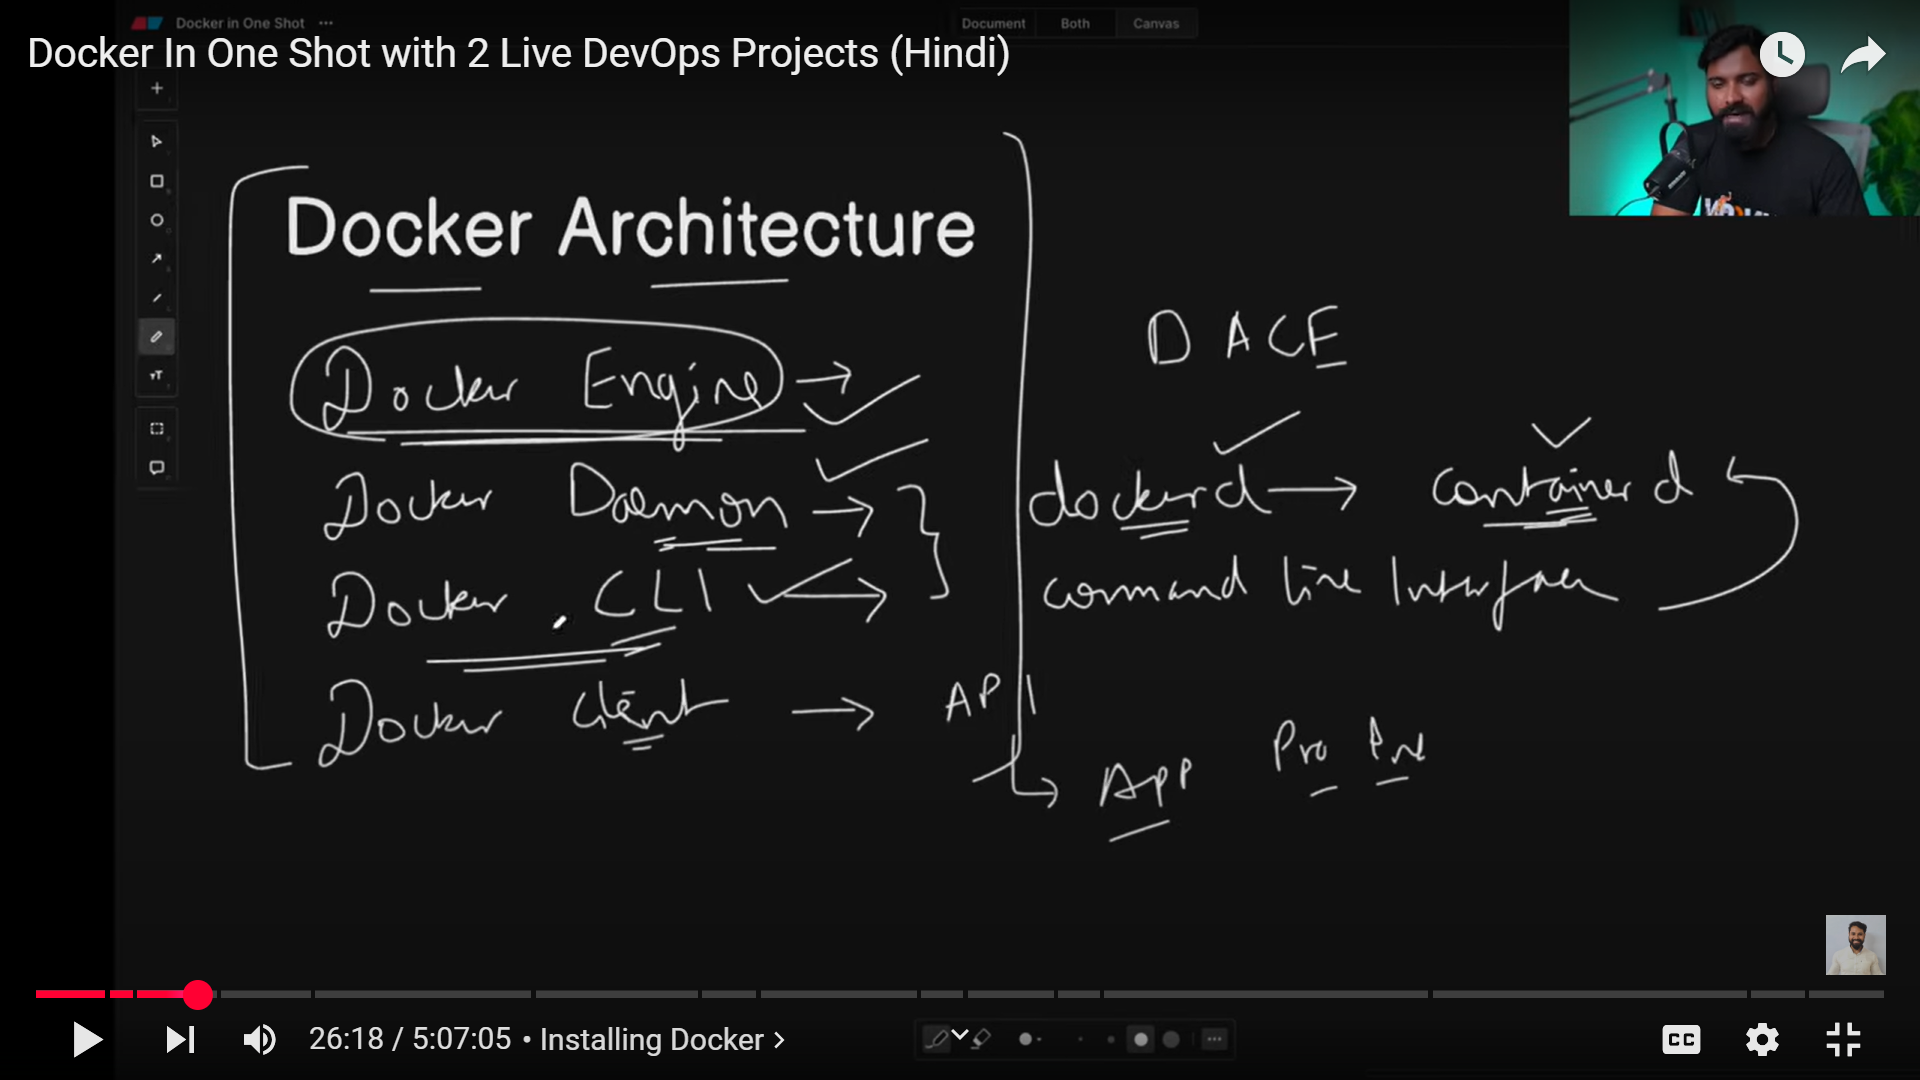 Docker in One Shot ...
Document Both Canvas
Docker In One Shot with 2 Live DevOps Projects (Hindi)
Docker Architecture
D A C E
Docker Engine →
Docker Daemon → dockerd → containerd
Docker CLI → command line Interface
Docker client → API
App Pro Pre
26:18 / 5:07:05 • Installing Docker >
CC